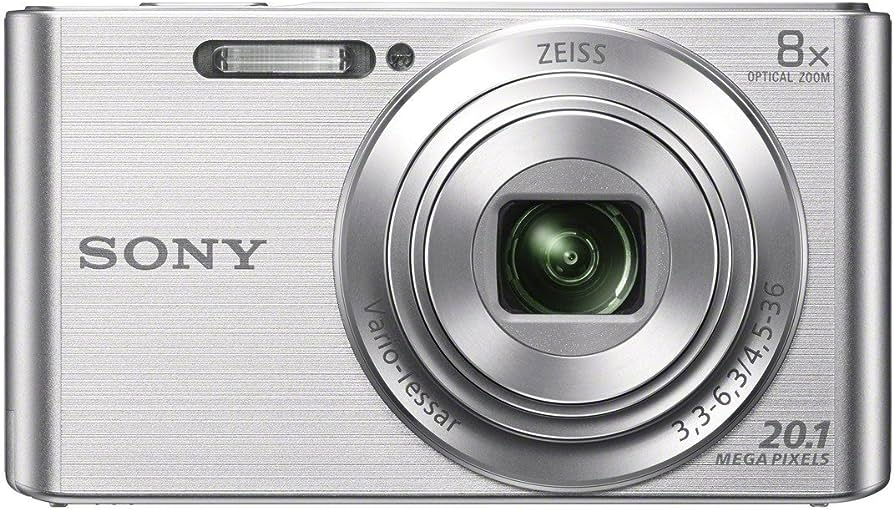 ZEISS
8x
OPTICAL ZOOM
SONY
Vario-Tessar
3,3-6,3/4,5-36
20.1
MEGA PIXELS